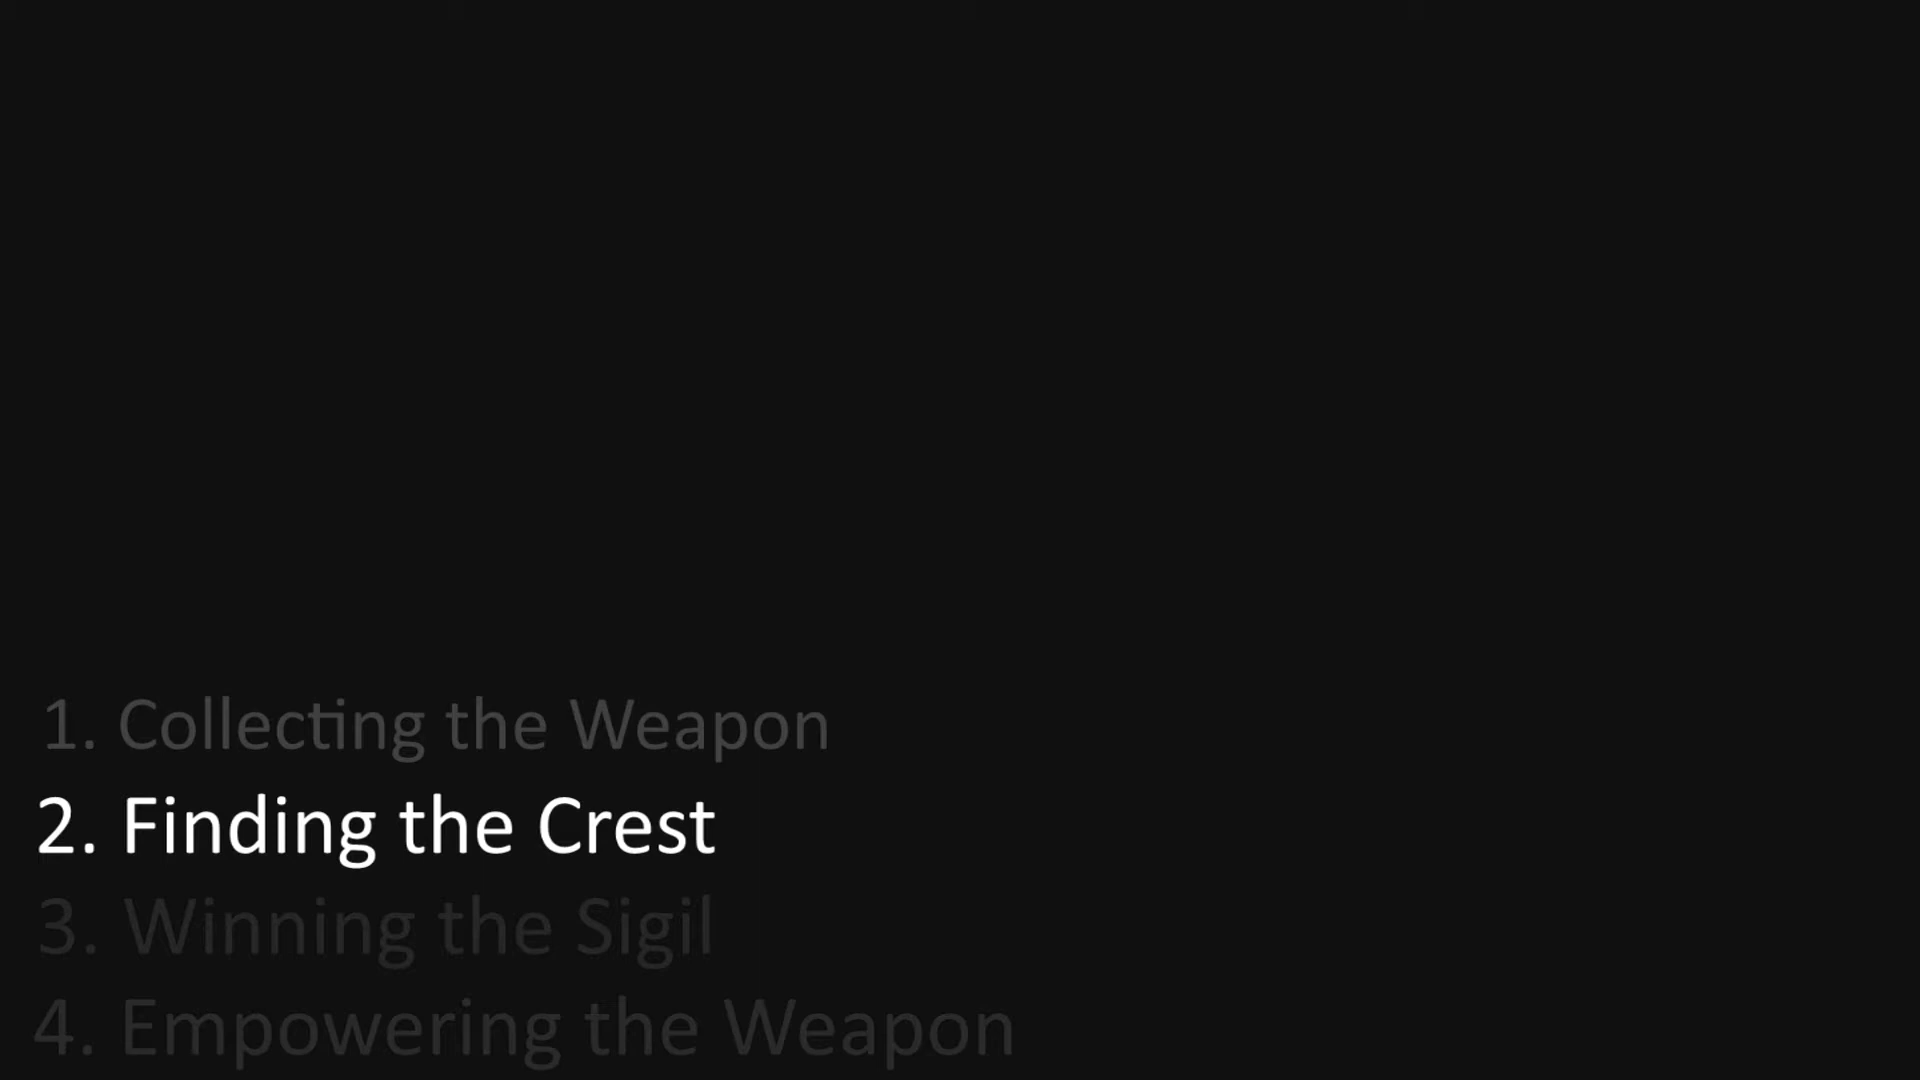 1. Collecting the Weapon
2. Finding the Crest
3. Winning the Sigil
4. Empowering the Weapon